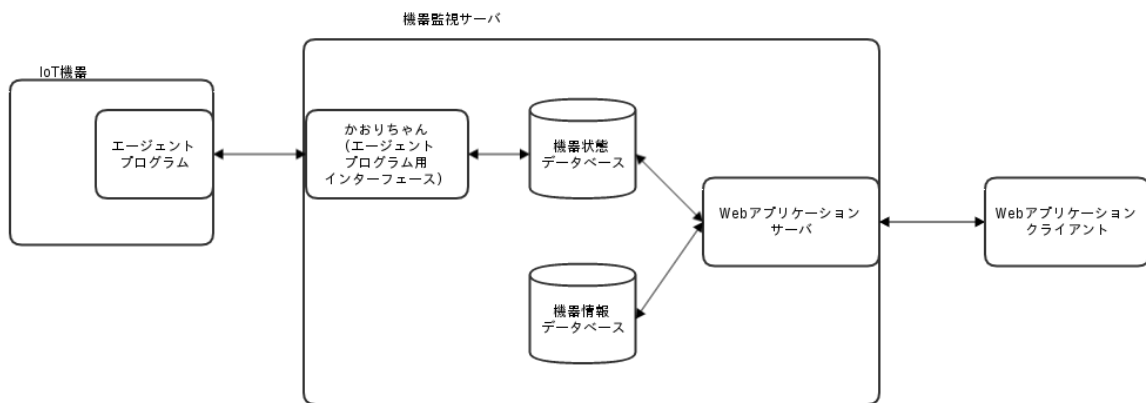 機器監視サーバ
IoT機器
エージェント
プログラム
かおりちゃん
(エージェント
プログラム用
インターフェース)
機器状態
データベース
機器情報
データベース
Webアプリケーション
サーバ
Webアプリケーション
クライアント